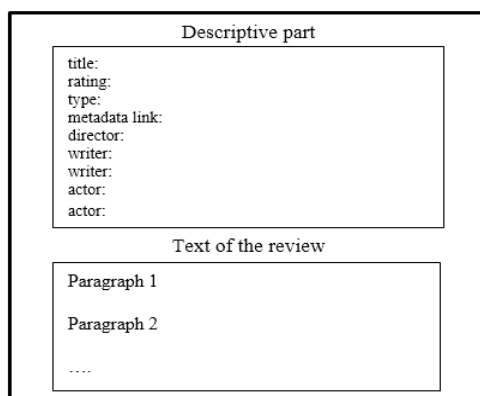 Descriptive part
title:
rating:
type:
metadata link:
director:
writer:
writer:
actor:
actor:
Text of the review
Paragraph 1
Paragraph 2
....